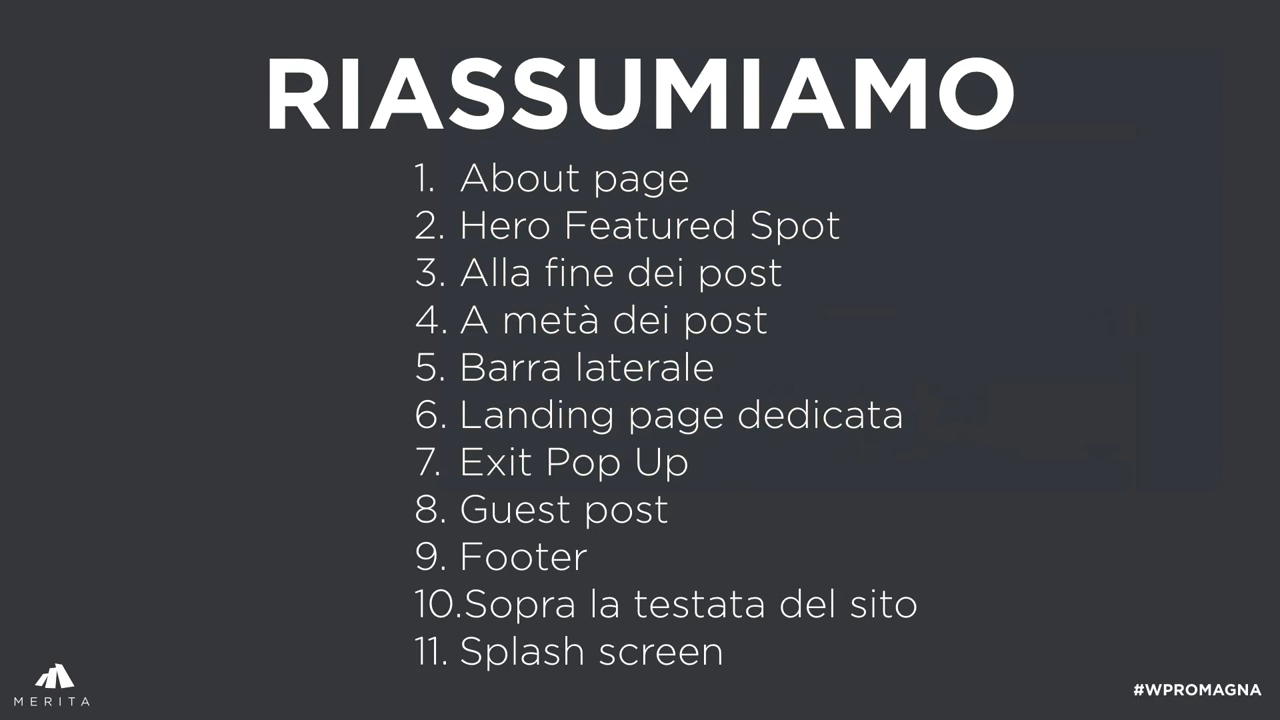 RIASSUMIAMO
1. About page
2. Hero Featured Spot
3. Alla fine dei post
4. A metà dei post
5. Barra laterale
6. Landing page dedicata
7. Exit Pop Up
8. Guest post
9. Footer
10.Sopra la testata del sito
11. Splash screen
MERITA
#WPROMAGNA